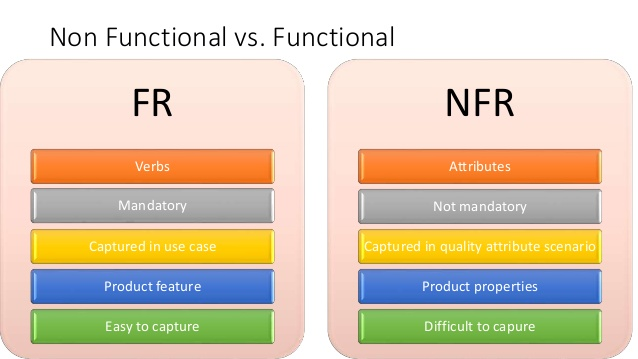 Non Functional vs. Functional
FR
Verbs
Mandatory
Captured in use case
Product feature
Easy to capture
NFR
Attributes
Not mandatory
Captured in quality attribute scenario
Product properties
Difficult to capure